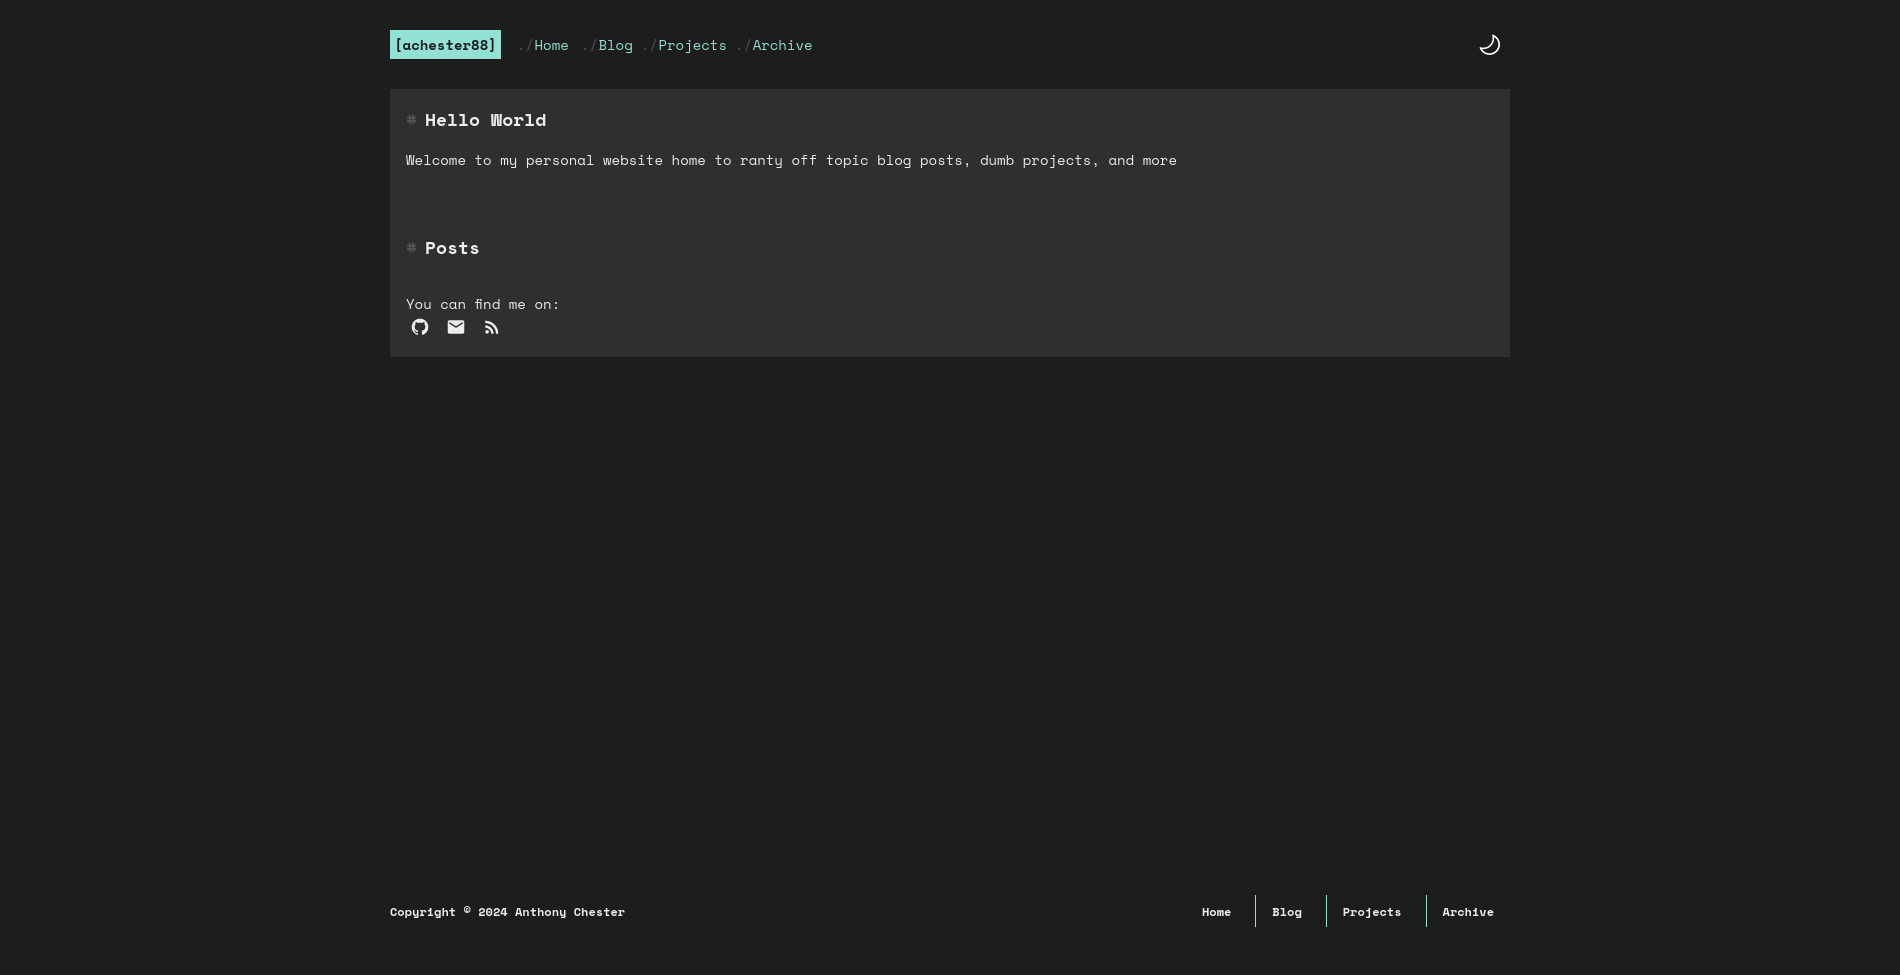 [achester88] ./Home ./Blog ./Projects ./Archive
# Hello World
Welcome to my personal website home to ranty off topic blog posts, dumb projects, and more
# Posts
You can find me on:
Copyright © 2024 Anthony Chester Home Blog Projects Archive